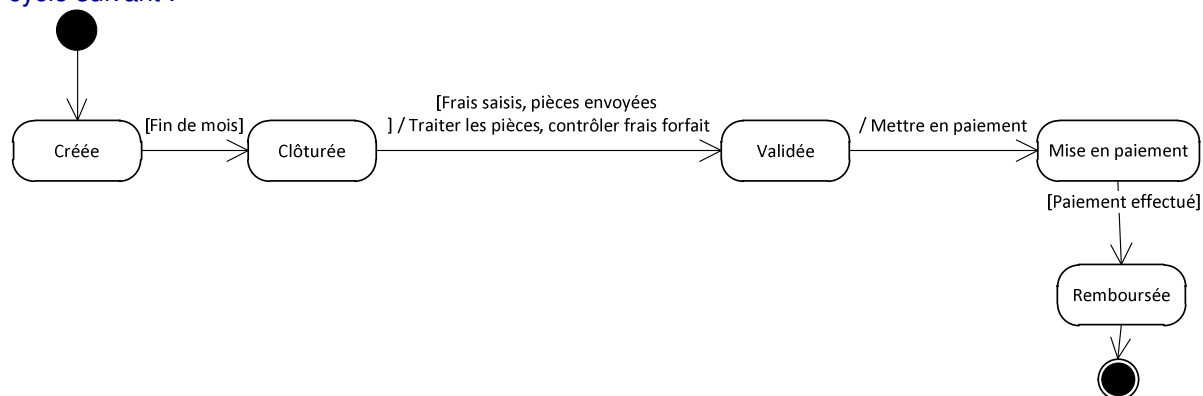 cycle suivant :
[Frais saisis, pièces envoyées
[Fin de mois]
] / Traiter les pièces, contrôler frais forfait
/ Mettre en paiement
Créée
Clôturée
Validée
Mise en paiement
[Paiement effectué]
Remboursée